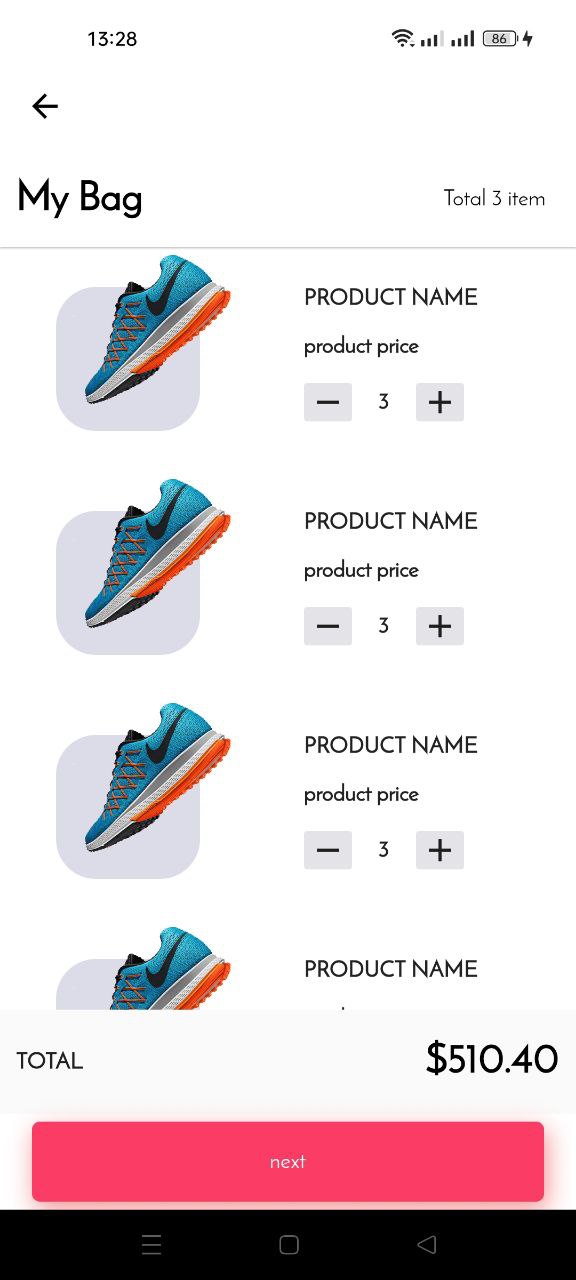 13:28
86
My Bag
Total 3 item
PRODUCT NAME
product price
3
PRODUCT NAME
product price
3
PRODUCT NAME
product price
3
PRODUCT NAME
TOTAL
$510.40
next